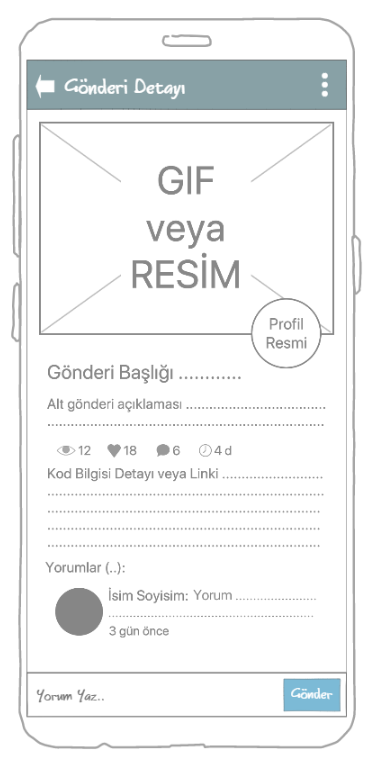 Gönderi Detayı
GIF
veya
RESİM
Profil
Resmi
Gönderi Başlığı ............
Alt gönderi açıklaması ....................................
......................................................................
12 18 6 4 d
Kod Bilgisi Detayı veya Linki ..........................
......................................................................
......................................................................
......................................................................
......................................................................
Yorumlar (..):
İsim Soyisim: Yorum .....................
.....................................................
3 gün önce
Yorum Yaz.. Gönder